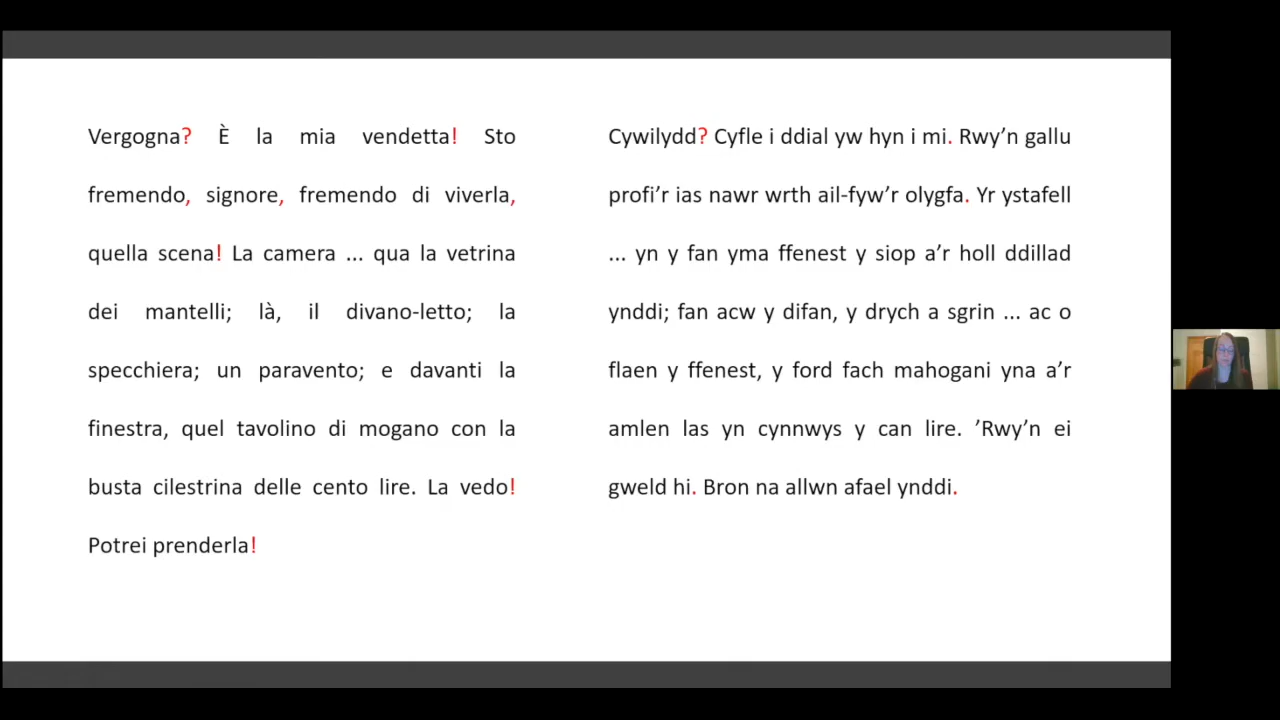 Vergogna? È la mia vendetta! Sto
fremendo, signore, fremendo di viverla,
quella scena! La camera ... qua la vetrina
dei mantelli; là, il divano-letto; la
specchiera; un paravento; e davanti la
finestra, quel tavolino di mogano con la
busta cilestrina delle cento lire. La vedo!
Potrei prenderla!
Cywilydd? Cyfle i ddial yw hyn i mi. Rwy’n gallu
profi’r ias nawr wrth ail-fyw’r olygfa. Yr ystafell
... yn y fan yma ffenest y siop a’r holl ddillad
ynddi; fan acw y difan, y drych a sgrin ... ac o
flaen y ffenest, y ford fach mahogani yna a’r
amlen las yn cynnwys y can lire. ’Rwy’n ei
gweld hi. Bron na allwn afael ynddi.